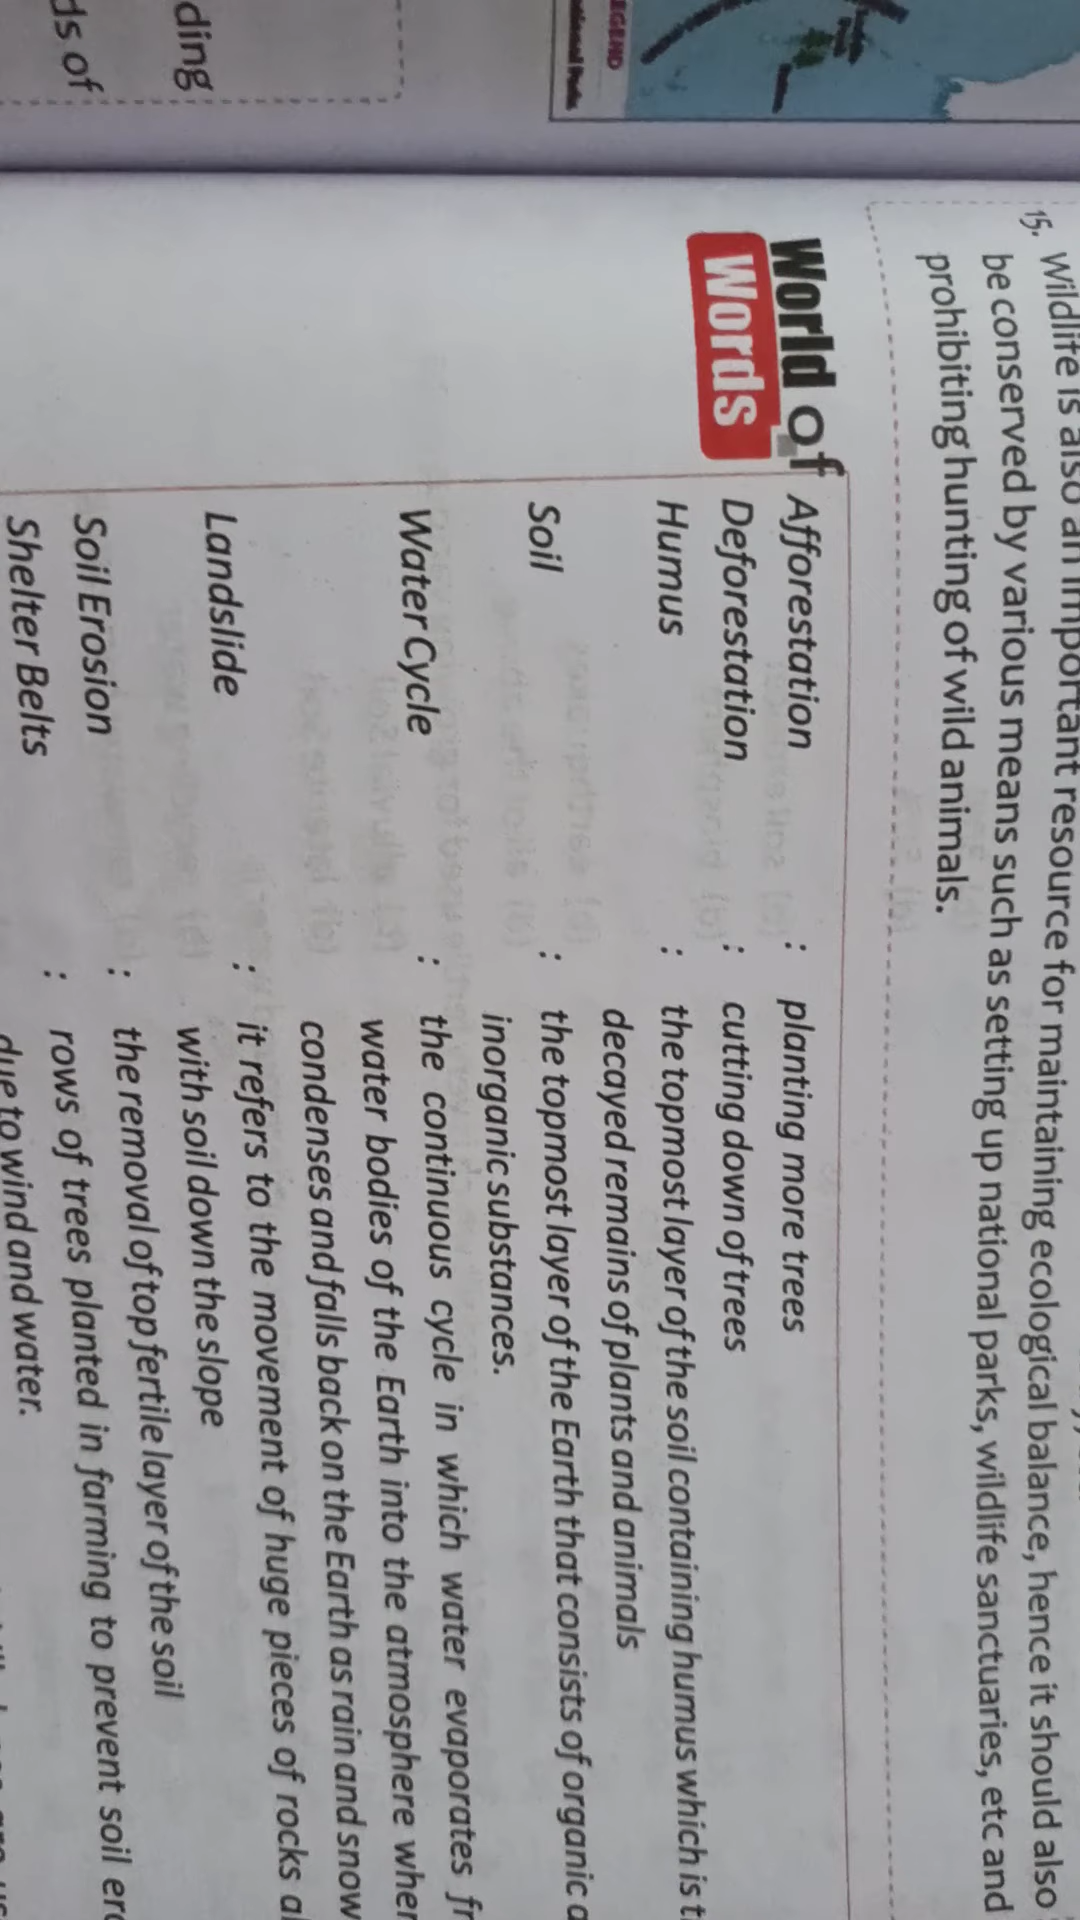 ding
ds of
LEGEND
National Parks
15. Wildlife is also an important resource for maintaining ecological balance, hence it should also
be conserved by various means such as setting up national parks, wildlife sanctuaries, etc and
prohibiting hunting of wild animals.
World of
Words
Afforestation : planting more trees
Deforestation : cutting down of trees
Humus : the topmost layer of the soil containing humus which is
decayed remains of plants and animals
Soil : the topmost layer of the Earth that consists of organic
inorganic substances.
Water Cycle : the continuous cycle in which water evaporates
water bodies of the Earth into the atmosphere
condenses and falls back on the Earth as rain and snow
Landslide : it refers to the movement of huge pieces of rocks
with soil down the slope
Soil Erosion : the removal of top fertile layer of the soil
Shelter Belts : rows of trees planted in farming to prevent soil
due to wind and water.